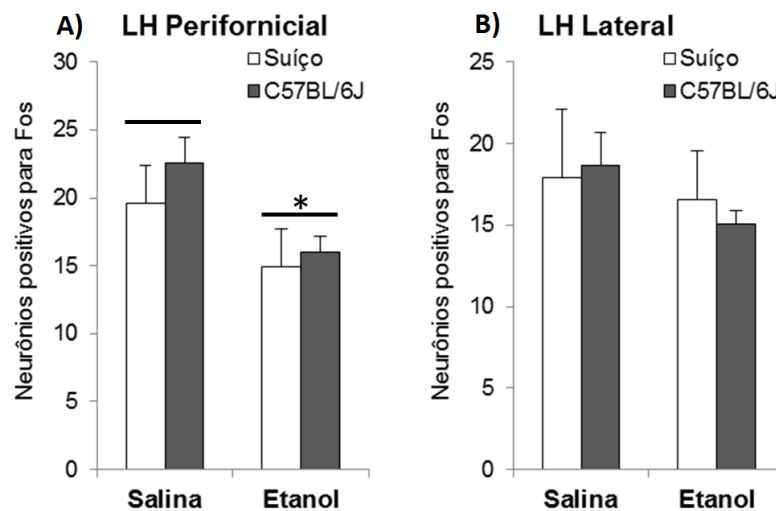 A) LH Perifornicial
Suíço
C57BL/6J
Neurônios positivos para Fos
30
25
20
15
10
5
0
*
Salina Etanol
B) LH Lateral
Suíço
C57BL/6J
Neurônios positivos para Fos
25
20
15
10
5
0
Salina Etanol